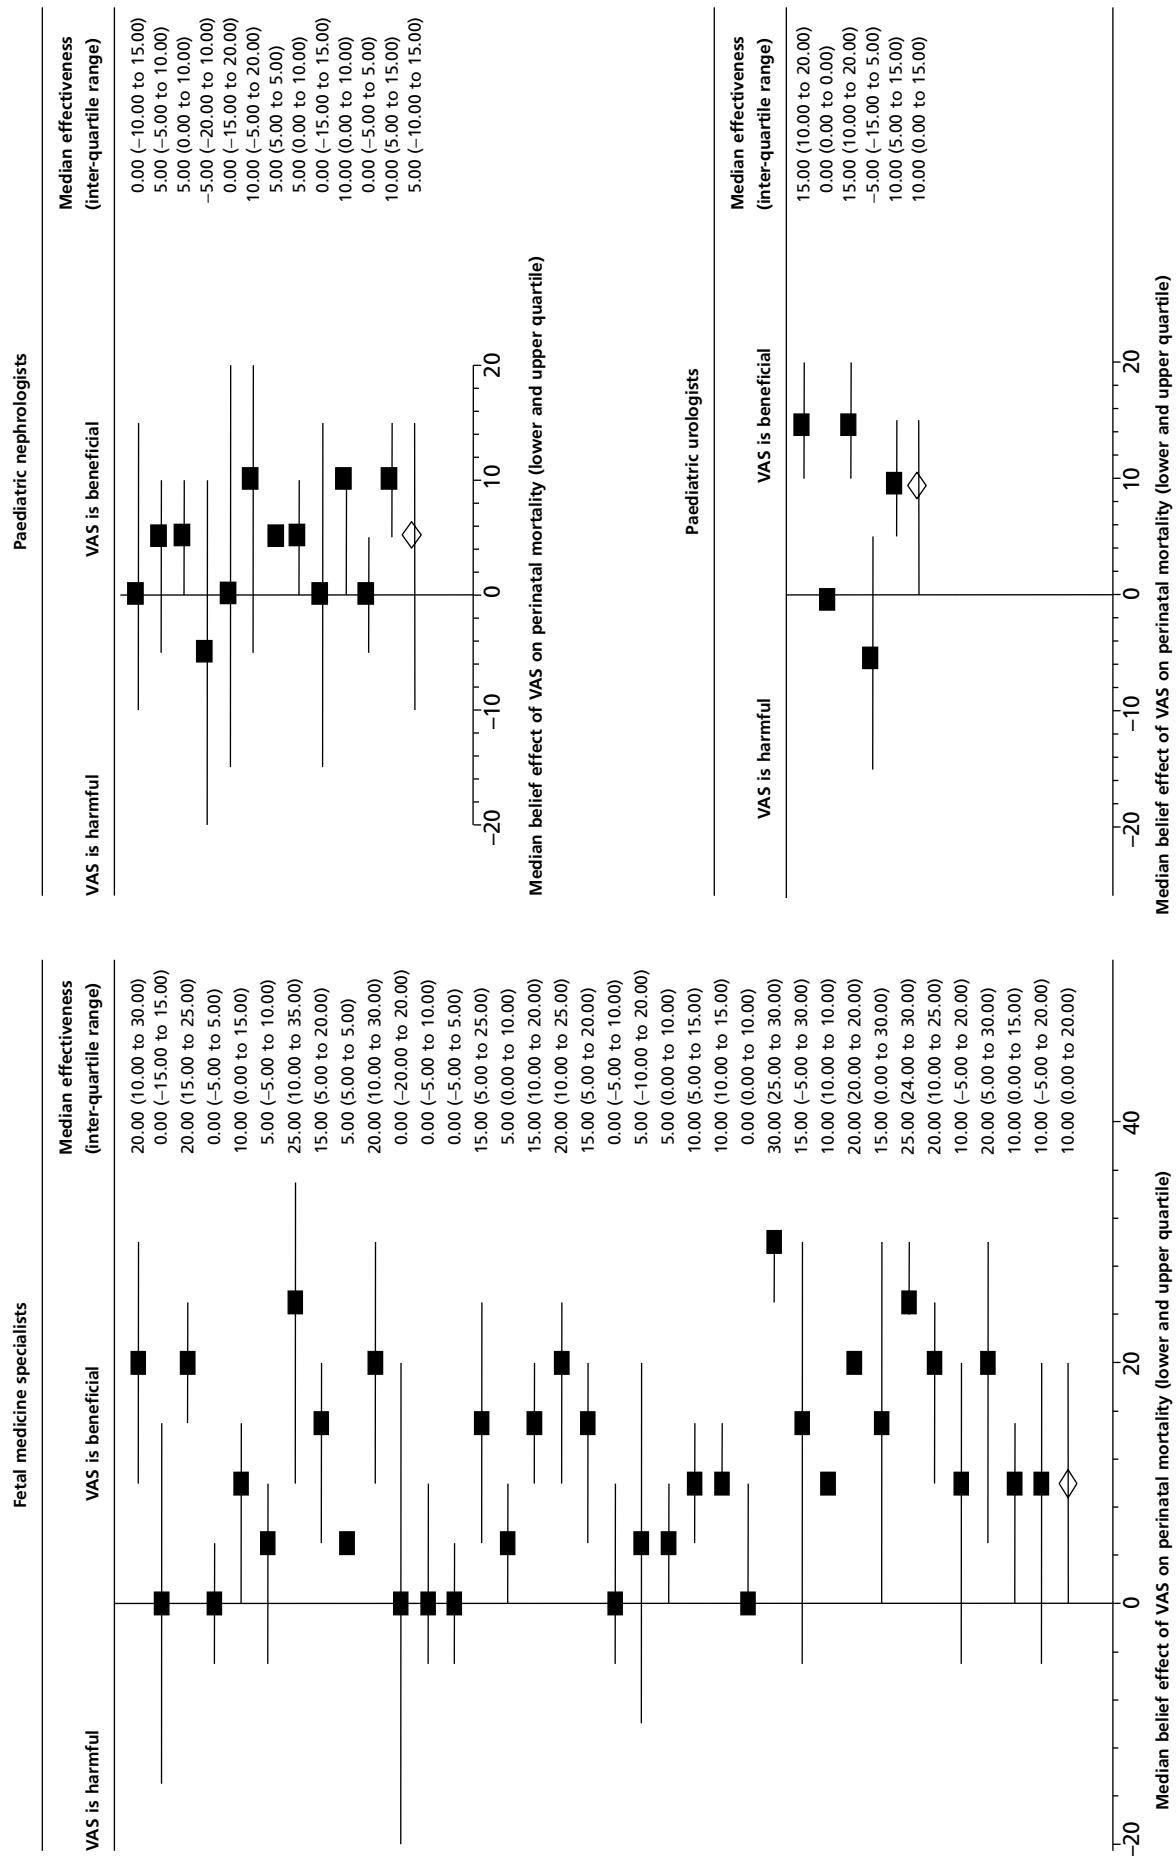 Fetal medicine specialists
Median effectiveness
VAS is harmful VAS is beneficial (inter-quartile range)
20.00 (10.00 to 30.00)
0.00 (−15.00 to 15.00)
20.00 (15.00 to 25.00)
0.00 (−5.00 to 5.00)
10.00 (0.00 to 15.00)
5.00 (−5.00 to 10.00)
25.00 (10.00 to 35.00)
15.00 (5.00 to 20.00)
5.00 (5.00 to 5.00)
20.00 (10.00 to 30.00)
0.00 (−20.00 to 20.00)
0.00 (−5.00 to 10.00)
0.00 (−5.00 to 5.00)
15.00 (5.00 to 25.00)
5.00 (0.00 to 10.00)
15.00 (10.00 to 20.00)
20.00 (10.00 to 25.00)
15.00 (5.00 to 20.00)
0.00 (−5.00 to 10.00)
5.00 (−10.00 to 20.00)
5.00 (0.00 to 10.00)
10.00 (5.00 to 15.00)
10.00 (10.00 to 15.00)
0.00 (0.00 to 10.00)
30.00 (25.00 to 30.00)
15.00 (−5.00 to 30.00)
10.00 (10.00 to 10.00)
20.00 (20.00 to 20.00)
15.00 (0.00 to 30.00)
25.00 (24.00 to 30.00)
20.00 (10.00 to 25.00)
10.00 (−5.00 to 20.00)
20.00 (5.00 to 30.00)
10.00 (0.00 to 15.00)
10.00 (−5.00 to 20.00)
10.00 (0.00 to 20.00)
−20 0 20 40
Median belief effect of VAS on perinatal mortality (lower and upper quartile)
Paediatric nephrologists
Median effectiveness
VAS is harmful VAS is beneficial (inter-quartile range)
0.00 (−10.00 to 15.00)
5.00 (−5.00 to 10.00)
5.00 (0.00 to 10.00)
−5.00 (−20.00 to 10.00)
0.00 (−15.00 to 20.00)
10.00 (−5.00 to 20.00)
5.00 (5.00 to 5.00)
5.00 (0.00 to 10.00)
0.00 (−15.00 to 15.00)
10.00 (0.00 to 10.00)
0.00 (−5.00 to 5.00)
10.00 (5.00 to 15.00)
5.00 (−10.00 to 15.00)
−20 −10 0 10 20
Median belief effect of VAS on perinatal mortality (lower and upper quartile)
Paediatric urologists
Median effectiveness
VAS is harmful VAS is beneficial (inter-quartile range)
15.00 (10.00 to 20.00)
0.00 (0.00 to 0.00)
15.00 (10.00 to 20.00)
−5.00 (−15.00 to 5.00)
10.00 (5.00 to 15.00)
10.00 (0.00 to 15.00)
−20 −10 0 10 20
Median belief effect of VAS on perinatal mortality (lower and upper quartile)